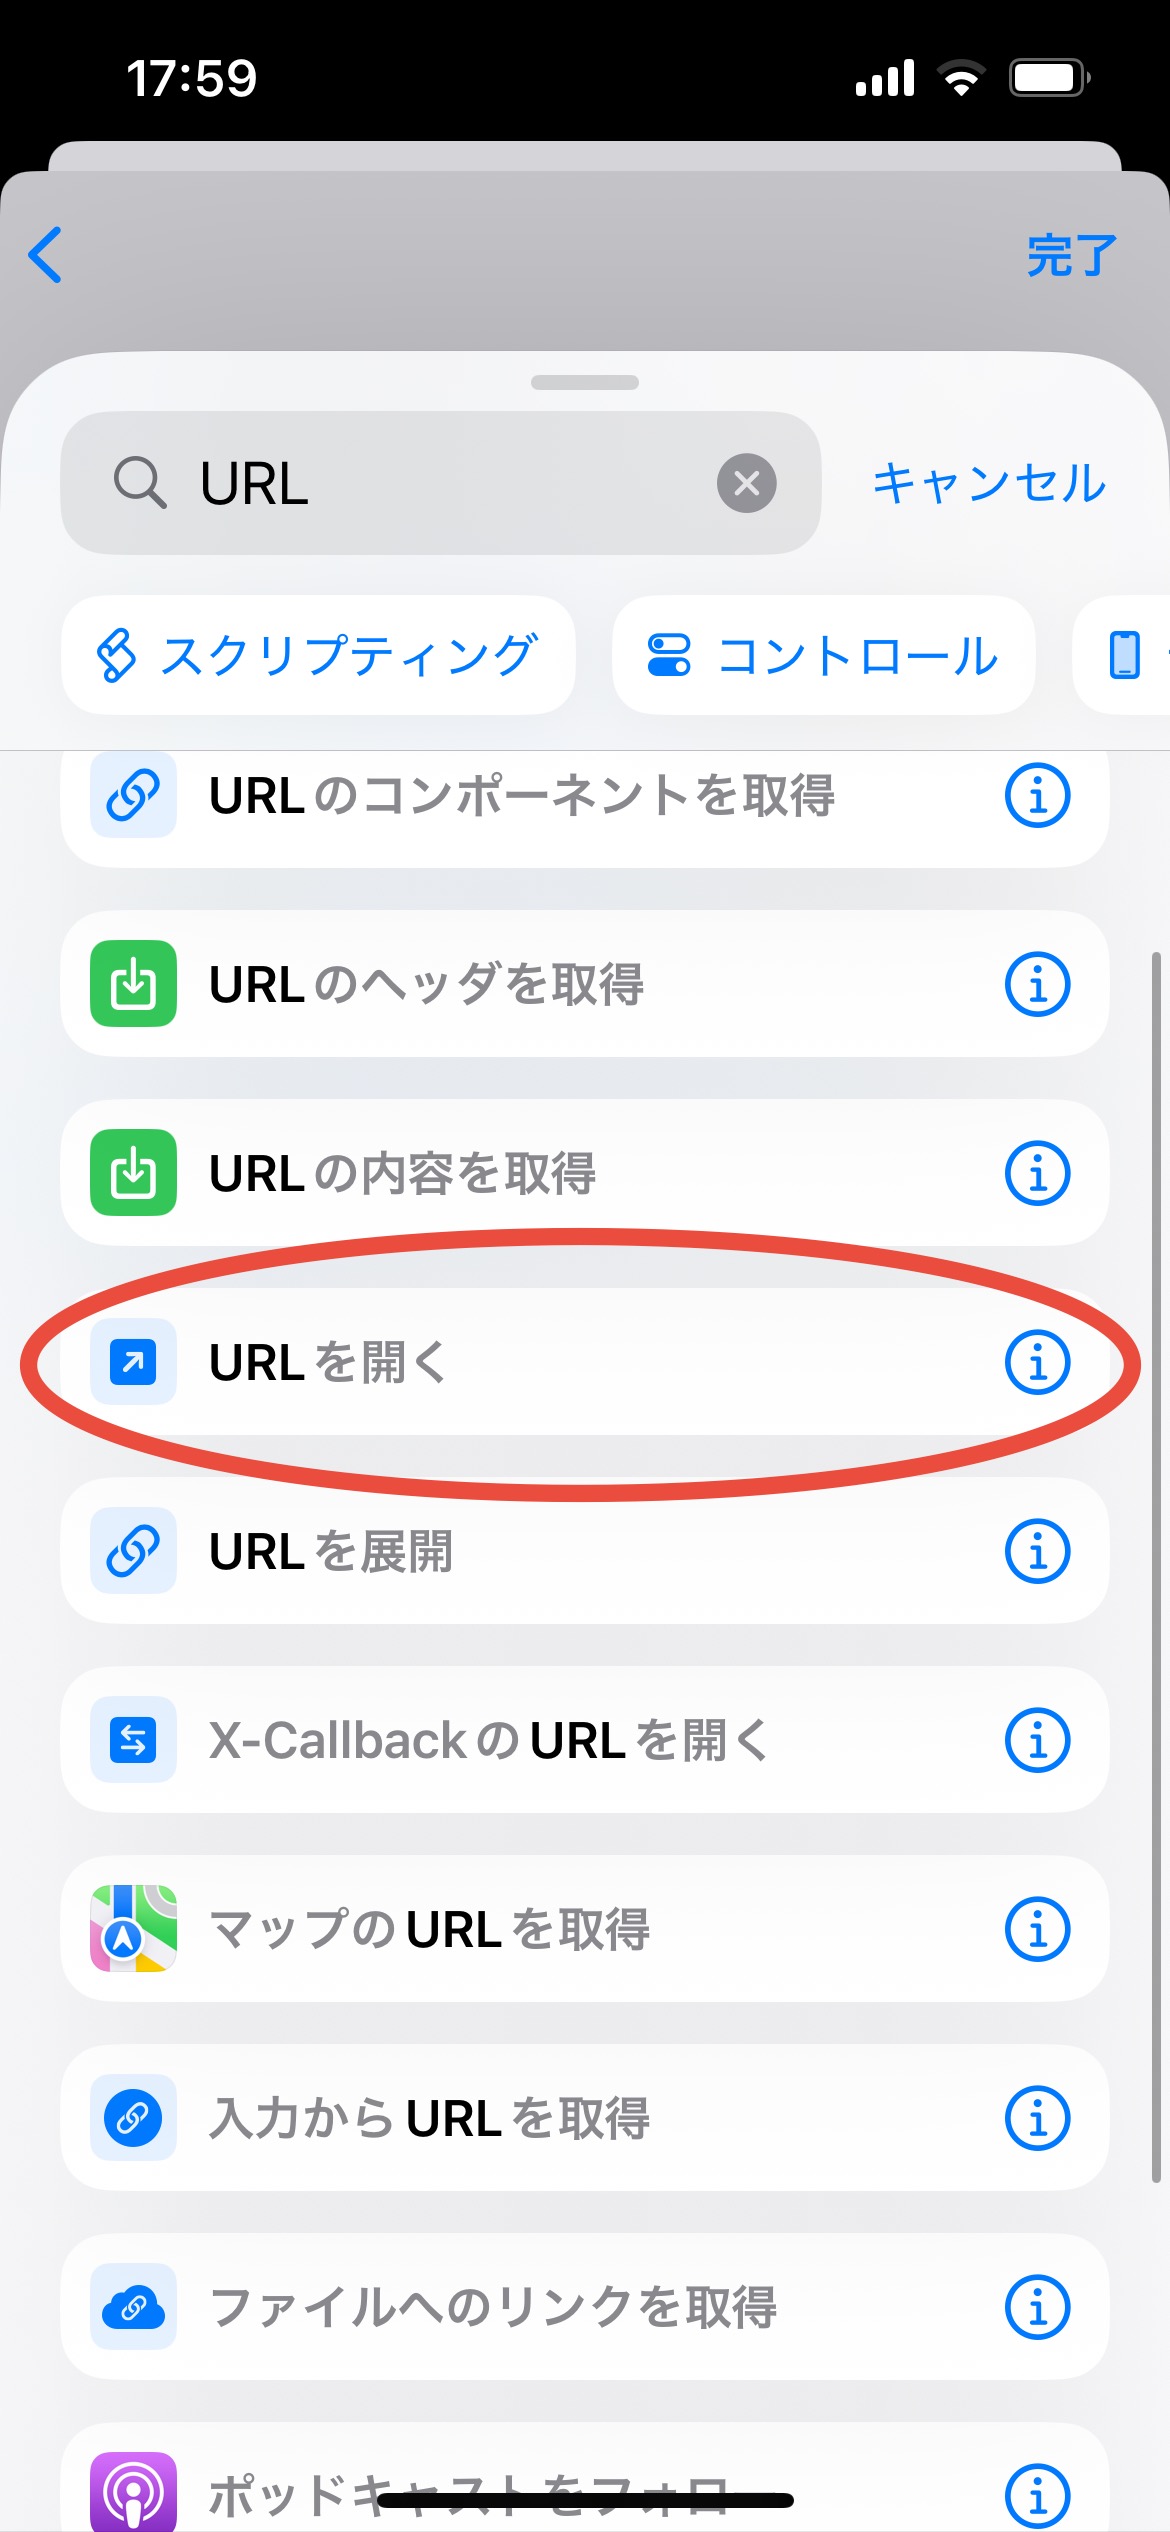 17:59
完了
URL
キャンセル
スクリプティング
コントロール
URLのコンポーネントを取得
URLのヘッダを取得
URLの内容を取得
URLを開く
URLを展開
X-CallbackのURLを開く
マップのURLを取得
入力からURLを取得
ファイルへのリンクを取得
ポッドキャストをフォロー